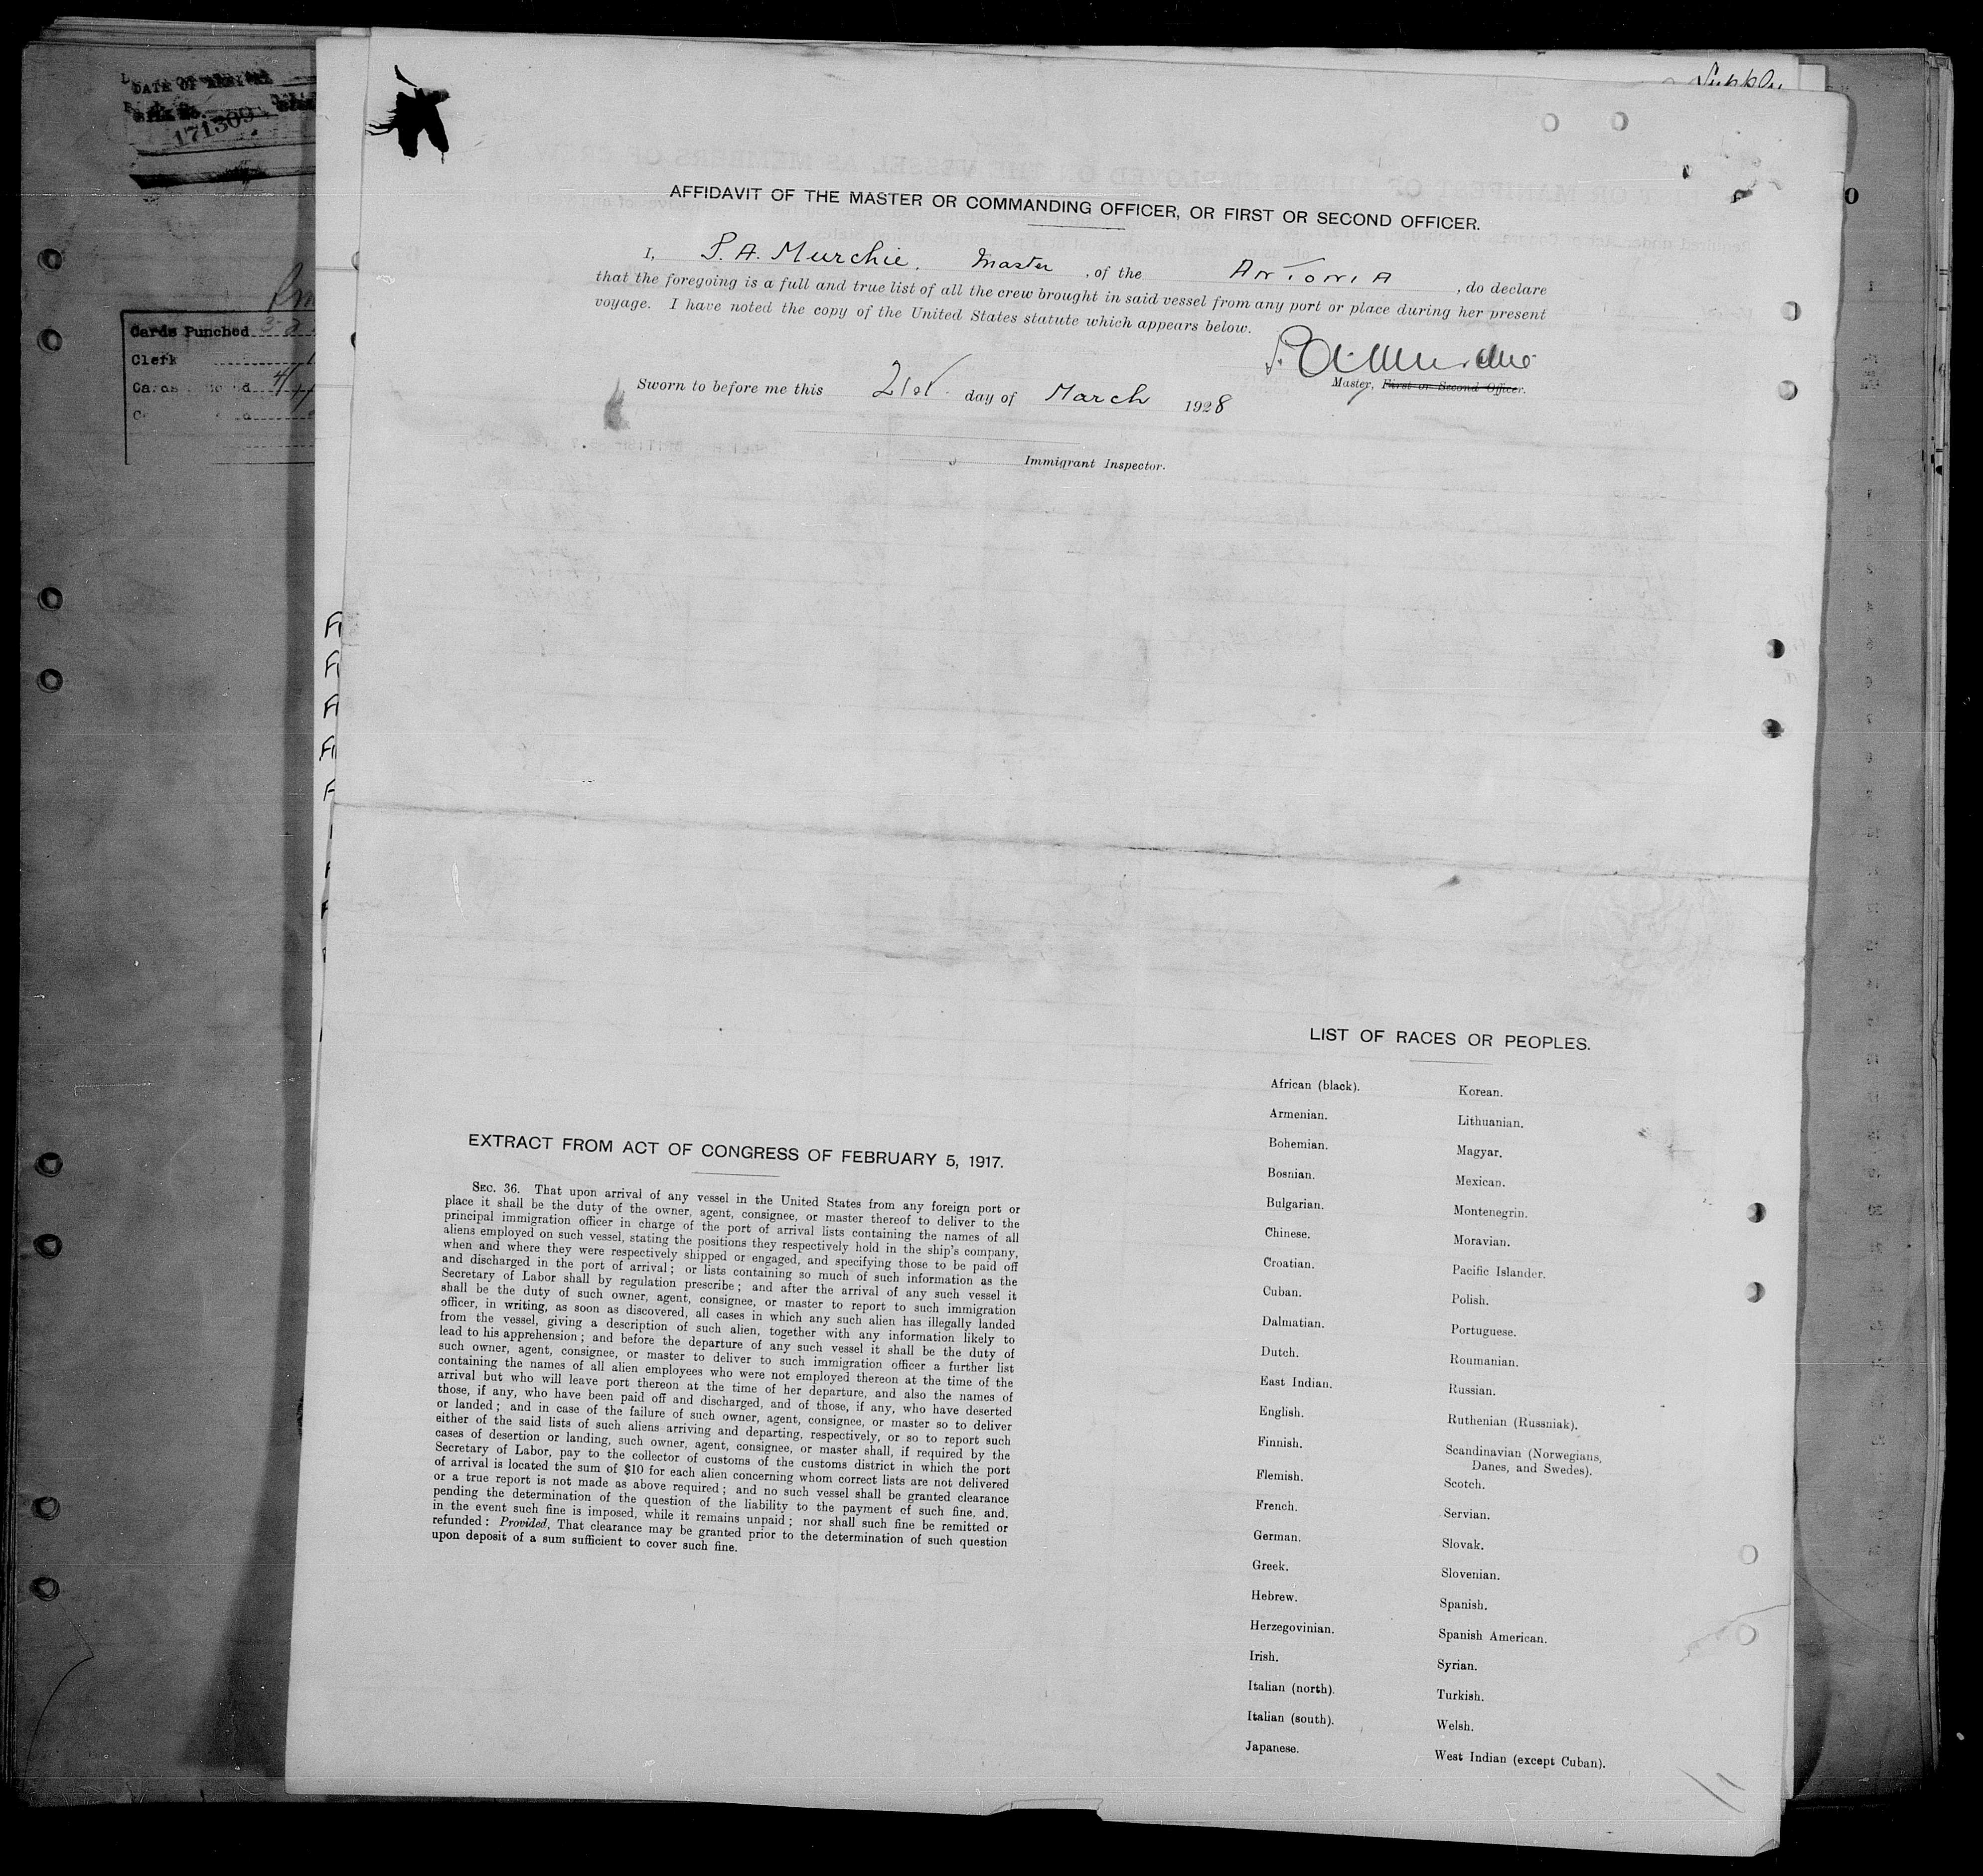 DATE OF ARRIVAL
171309
Cards Punched
Clerk
Supply
AFFIDAVIT OF THE MASTER OR COMMANDING OFFICER, OR FIRST OR SECOND OFFICER.
I, P. A. Murchie, Master, of the ANTONIA, do declare
that the foregoing is a full and true list of all the crew brought in said vessel from any port or place during her present
voyage. I have noted the copy of the United States statute which appears below.
Master, First or Second Officer.
Sworn to before me this 21st day of March 1928
Immigrant Inspector.
EXTRACT FROM ACT OF CONGRESS OF FEBRUARY 5, 1917.
SEC. 36. That upon arrival of any vessel in the United States from any foreign port or
place it shall be the duty of the owner, agent, consignee, or master thereof to deliver to the
principal immigration officer in charge of the port of arrival lists containing the names of all
aliens employed on such vessel, stating the positions they respectively hold in the ship's company,
when and where they were respectively shipped or engaged, and specifying those to be paid off
and discharged in the port of arrival; or lists containing so much of such information as the
Secretary of Labor shall by regulation prescribe; and after the arrival of any such vessel it
shall be the duty of such owner, agent, consignee, or master to report to such immigration
officer, in writing, as soon as discovered, all cases in which any such alien has illegally landed
from the vessel, giving a description of such alien, together with any information likely to
lead to his apprehension; and before the departure of any such vessel it shall be the duty of
such owner, agent, consignee, or master to deliver to such immigration officer a further list
containing the names of all alien employees who were not employed thereon at the time of the
arrival but who will leave port thereon at the time of her departure, and also the names of
those, if any, who have been paid off and discharged, and of those, if any, who have deserted
or landed; and in case of the failure of such owner, agent, consignee, or master so to deliver
either of the said lists of such aliens arriving and departing, respectively, or so to report such
cases of desertion or landing, such owner, agent, consignee, or master shall, if required by the
Secretary of Labor, pay to the collector of customs of the customs district in which the port
of arrival is located the sum of $10 for each alien concerning whom correct lists are not delivered
or a true report is not made as above required; and no such vessel shall be granted clearance
pending the determination of the question of the liability to the payment of such fine, and,
in the event such fine is imposed, while it remains unpaid; nor shall such fine be remitted or
refunded: Provided, That clearance may be granted prior to the determination of such question
upon deposit of a sum sufficient to cover such fine.
LIST OF RACES OR PEOPLES.
African (black).
Armenian.
Bohemian.
Bosnian.
Bulgarian.
Chinese.
Croatian.
Cuban.
Dalmatian.
Dutch.
East Indian.
English.
Finnish.
Flemish.
French.
German.
Greek.
Hebrew.
Herzegovinian.
Irish.
Italian (north).
Italian (south).
Japanese.
Korean.
Lithuanian.
Magyar.
Mexican.
Montenegrin.
Moravian.
Pacific Islander.
Polish.
Portuguese.
Roumanian.
Russian.
Ruthenian (Russniak).
Scandinavian (Norwegians,
Danes, and Swedes).
Scotch.
Servian.
Slovak.
Slovenian.
Spanish.
Spanish American.
Syrian.
Turkish.
Welsh.
West Indian (except Cuban).